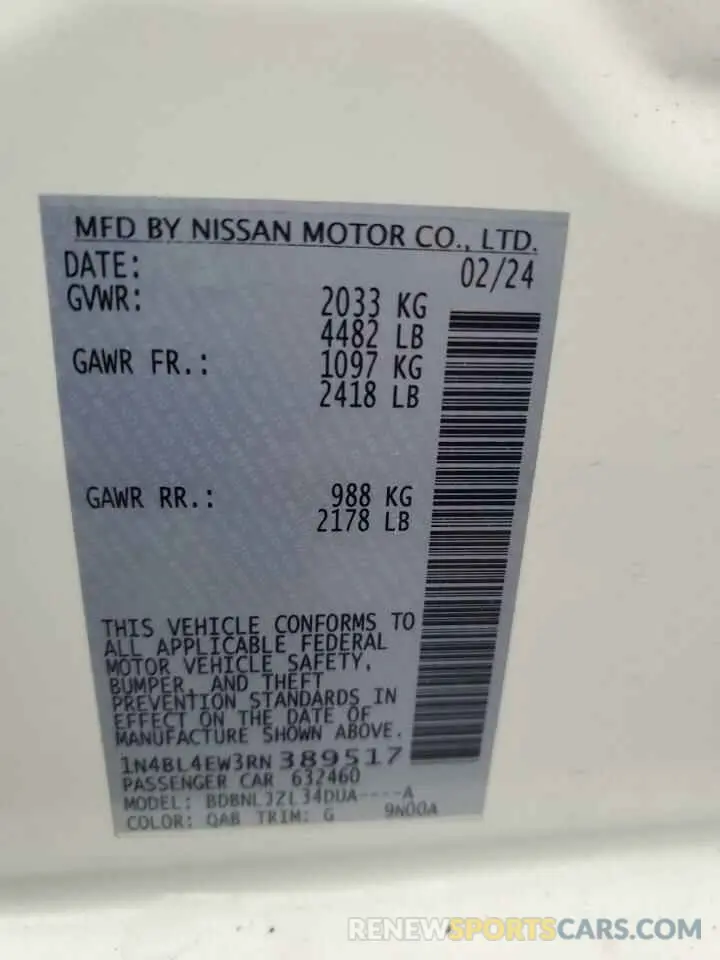 MFD BY NISSAN MOTOR CO., LTD.
DATE: 02/24
GVWR: 2033 KG
4482 LB
GAWR FR.: 1097 KG
2418 LB
GAWR RR.: 988 KG
2178 LB
THIS VEHICLE CONFORMS TO
ALL APPLICABLE FEDERAL
MOTOR VEHICLE SAFETY,
BUMPER, AND THEFT
PREVENTION STANDARDS IN
EFFECT ON THE DATE OF
MANUFACTURE SHOWN ABOVE.
1N4BL4EW3RN389517
PASSENGER CAR 632460
MODEL: BDBNLJZL34DUA----A
COLOR: QAB TRIM: G 9N00A
RENEWSPORTSCARS.COM